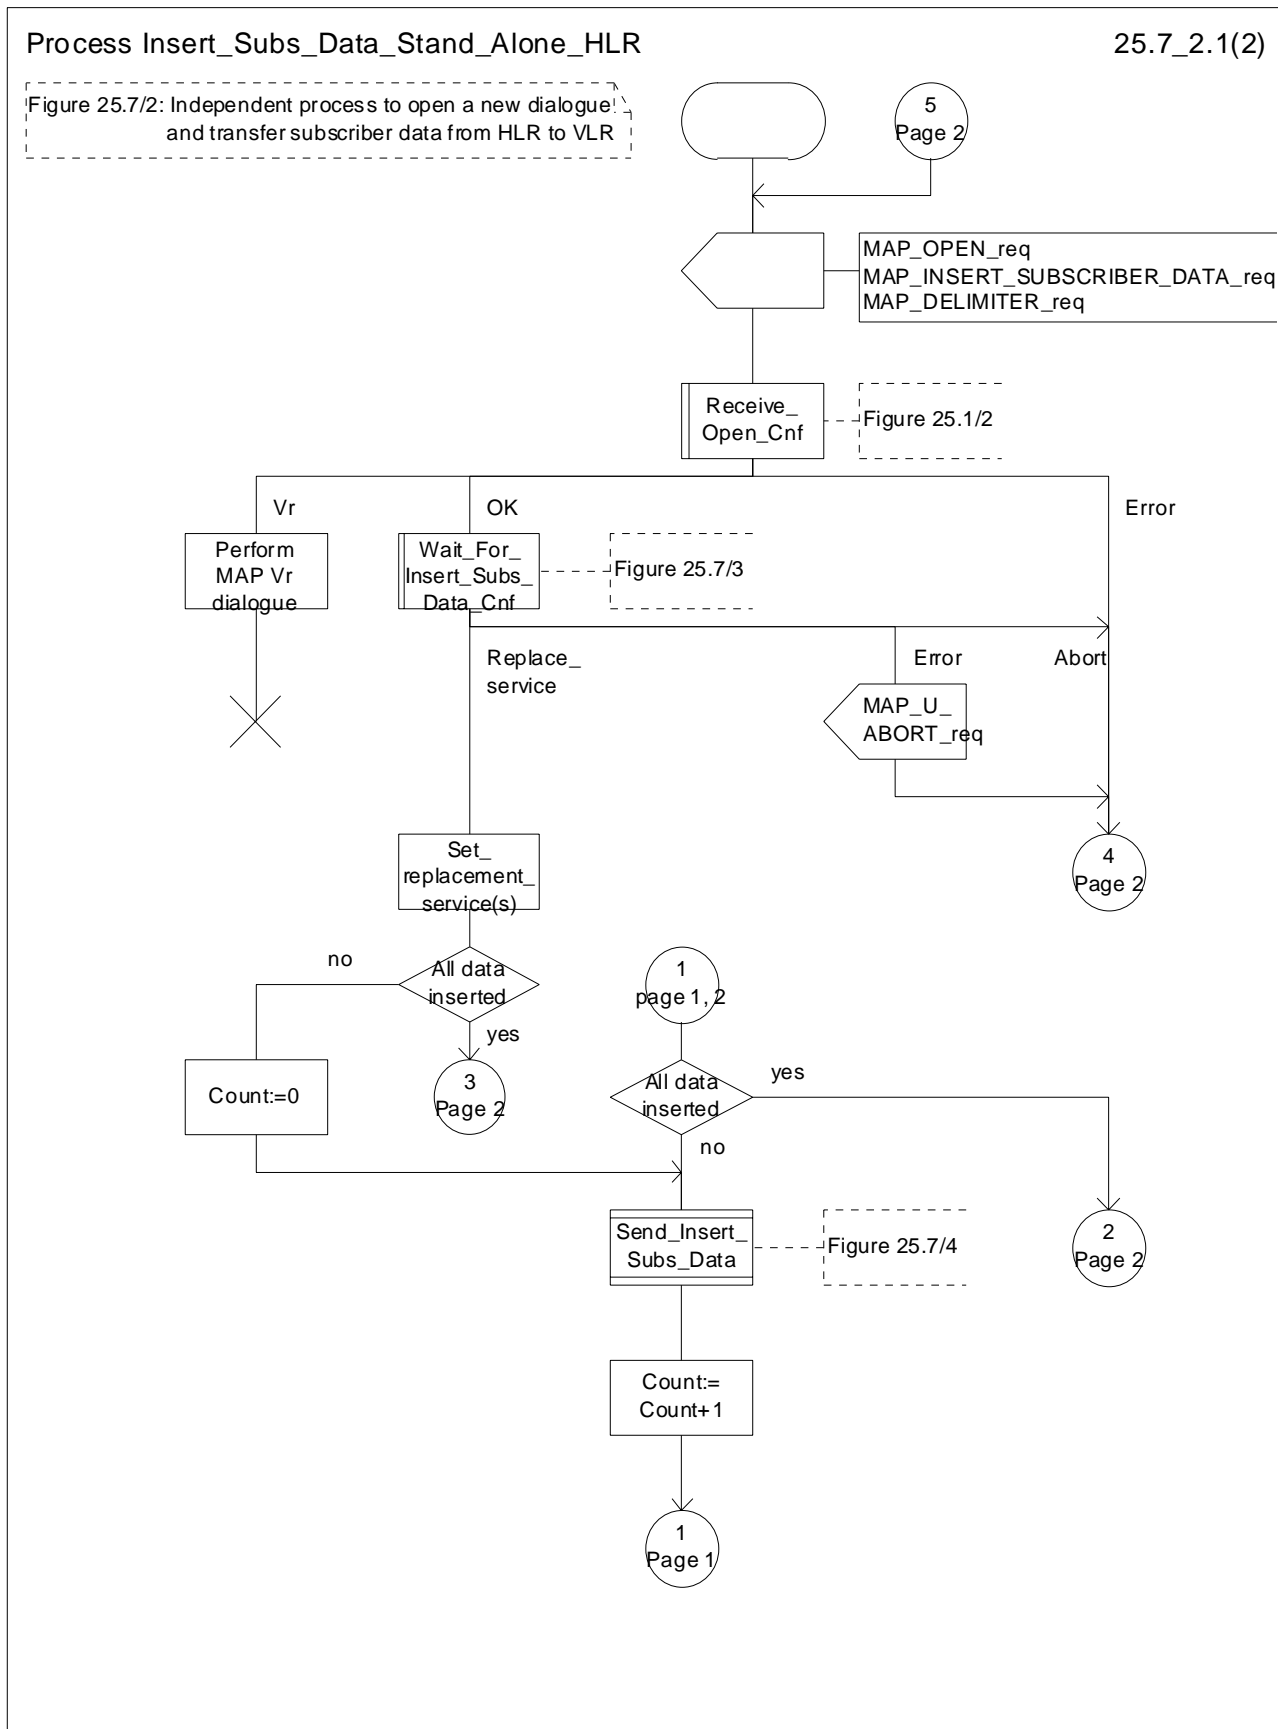 Process Insert_Subs_Data_Stand_Alone_HLR
25.7_2.1(2)
Figure 25.7/2: Independent process to open a new dialogue
and transfer subscriber data from HLR to VLR
5
Page 2
MAP_OPEN_req
MAP_INSERT_SUBSCRIBER_DATA_req
MAP_DELIMITER_req
Receive_
Open_Cnf
Figure 25.1/2
Vr
OK
Error
Perform
MAP Vr
dialogue
Wait_For_
Insert_Subs_
Data_Cnf
Figure 25.7/3
Replace_
service
Error
Abort
MAP_U_
ABORT_req
Set_
replacement_
service(s)
4
Page 2
no
All data
inserted
yes
1
page 1, 2
Count:=0
3
Page 2
All data
inserted
yes
no
Send_Insert_
Subs_Data
Figure 25.7/4
2
Page 2
Count:=
Count+1
1
Page 1